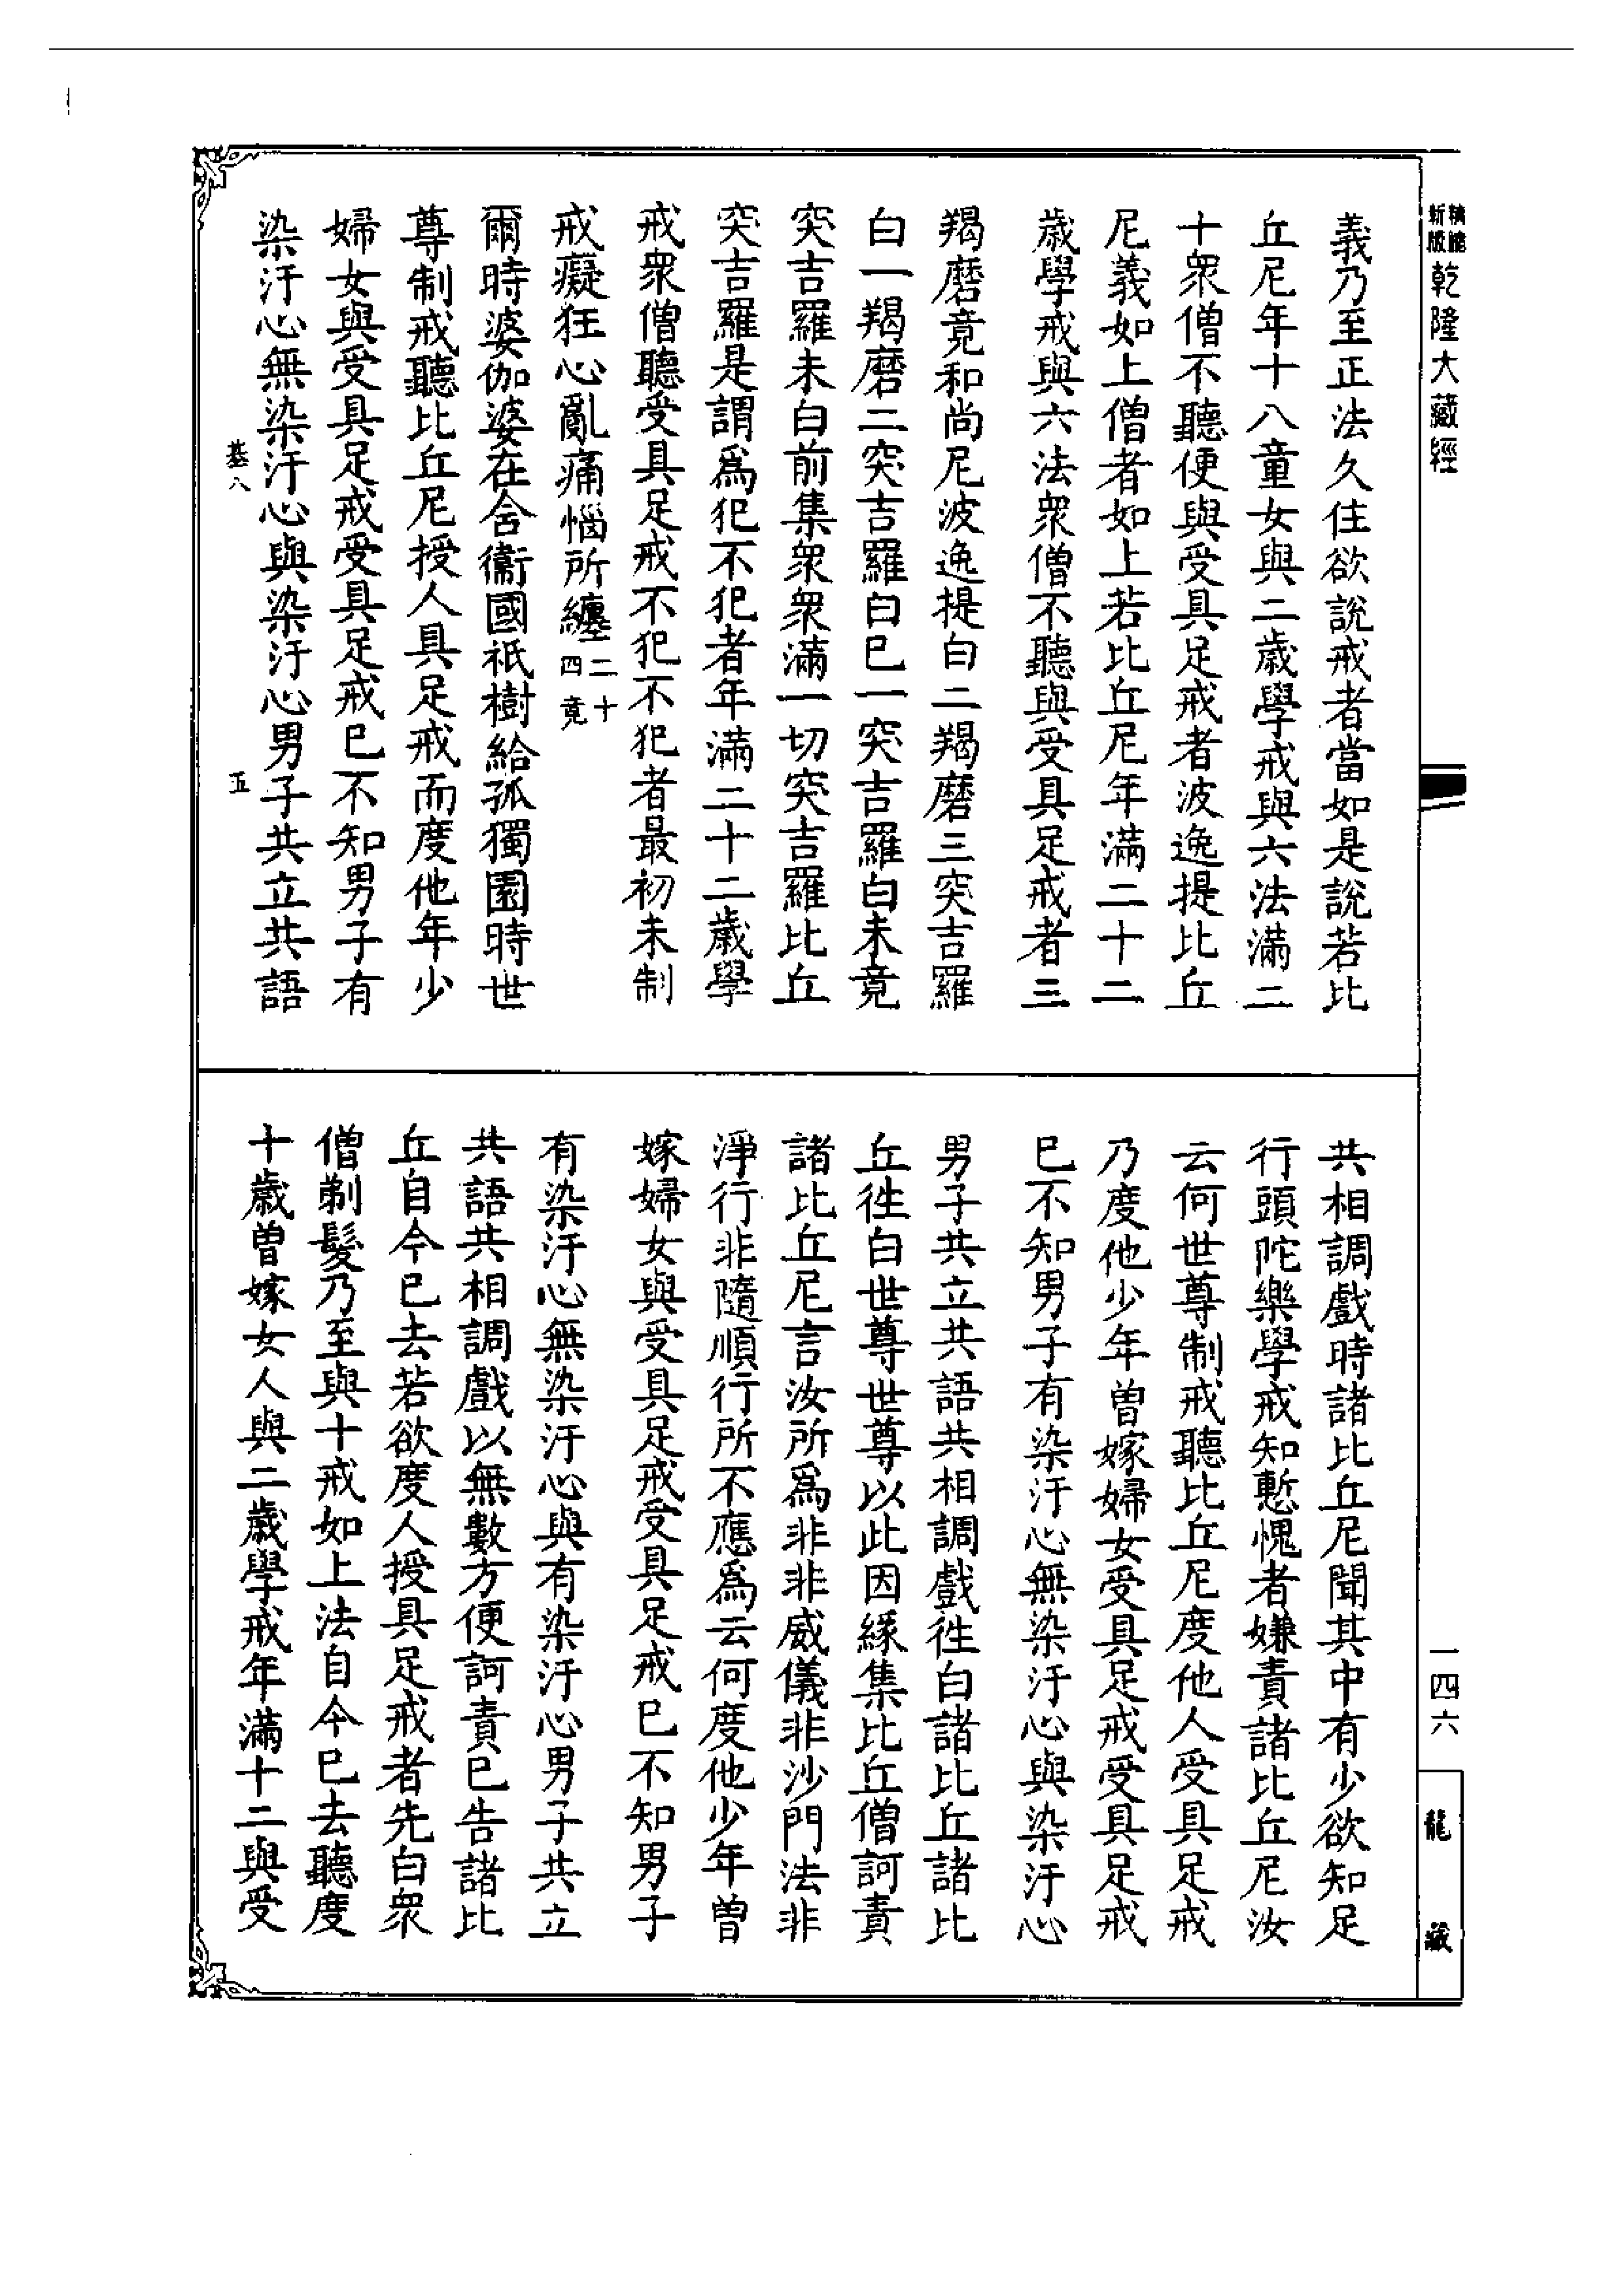 精縮
新版
乾隆大藏經
義乃至正法久住欲說戒者當如是說若比
丘尼年十八童女與二歲學戒與六法滿二
十眾僧不聽便與受具足戒者波逸提比丘
尼義如上僧者如上若比丘尼年滿二十二
歲學戒與六法眾僧不聽與受具足戒者三
羯磨竟和尚尼波逸提白二羯磨三突吉羅
白一羯磨二突吉羅白已一突吉羅白未竟
突吉羅未白前集眾眾滿一切突吉羅比丘
突吉羅是謂為犯不犯者年滿二十二歲學
戒眾僧聽受具足戒不犯不犯者最初未制
戒癡狂心亂痛惱所纏二十四竟
爾時婆伽婆在舍衞國祇樹給孤獨園時世
尊制戒聽比丘尼授人具足戒而度他年少
婦女與受具足戒受具足戒已不知男子有
染汙心無染汙心與染汙心男子共立共語
基八
五
共相調戲時諸比丘尼聞其中有少欲知足
行頭陀樂學戒知慙愧者嫌責諸比丘尼汝
云何世尊制戒聽比丘尼度他人受具足戒
乃度他少年曾嫁婦女受具足戒受具足戒
已不知男子有染汙心無染汙心與染汙心
男子共立共語共相調戲徃白諸比丘諸比
丘徃白世尊世尊以此因緣集比丘僧訶責
諸比丘尼言汝所為非非威儀非沙門法非
淨行非隨順行所不應為云何度他少年曾
嫁婦女與受具足戒受具足戒已不知男子
有染汙心無染汙心與有染汙心男子共立
共語共相調戲以無數方便訶責已告諸比
丘自今已去若欲度人授具足戒者先白眾
僧剃髮乃至與十戒如上法自今已去聽度
十歲曾嫁女人與二歲學戒年滿十二與受
一四六
龍藏